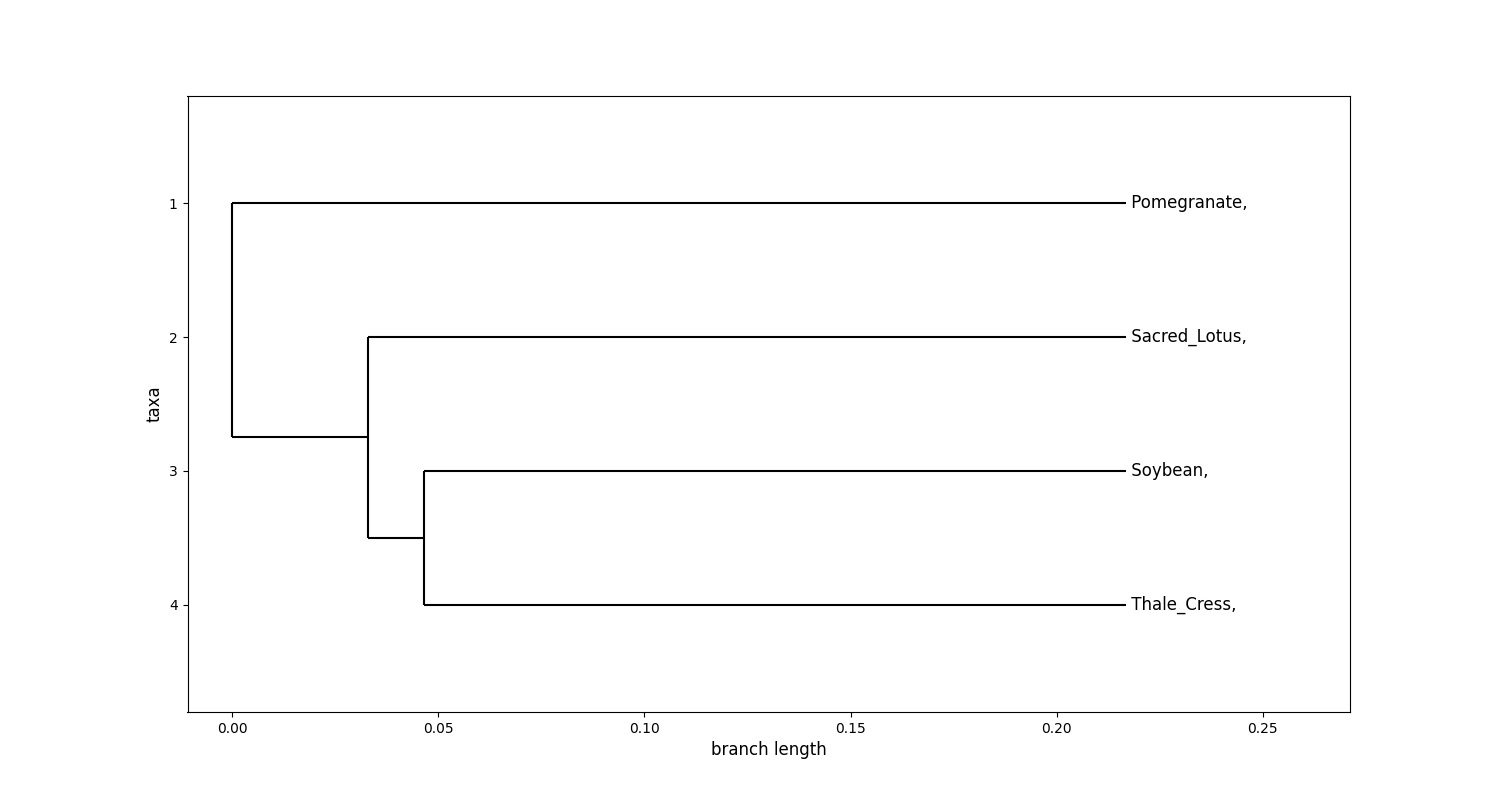 1
Pomegranate,
2
Sacred_Lotus,
taxa
3
Soybean,
4
Thale_Cress,
0.00 0.05 0.10 0.15 0.20 0.25
branch length